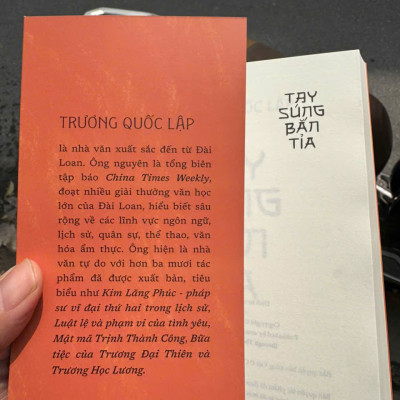 TRƯƠNG QUỐC LẬP
là nhà văn xuất sắc đến từ Đài
Loan. Ông nguyên là tổng biên
tập báo China Times Weekly,
đoạt nhiều giải thưởng văn học
lớn của Đài Loan, hiểu biết sâu
rộng về các lĩnh vực ngôn ngữ,
lịch sử, quân sự, thể thao, văn
hóa ẩm thực. Ông hiện là nhà
văn tự do với hơn ba mươi tác
phẩm đã được xuất bản, tiêu
biểu như Kim Lăng Phúc - pháp
sư vĩ đại thứ hai trong lịch sử,
Luật lệ và phạm vi của tình yêu,
Mật mã Trịnh Thành Công, Bữa
tiệc của Trương Đại Thiên và
Trương Học Lương.
TAY
SÚNG
BẮN
TỈA